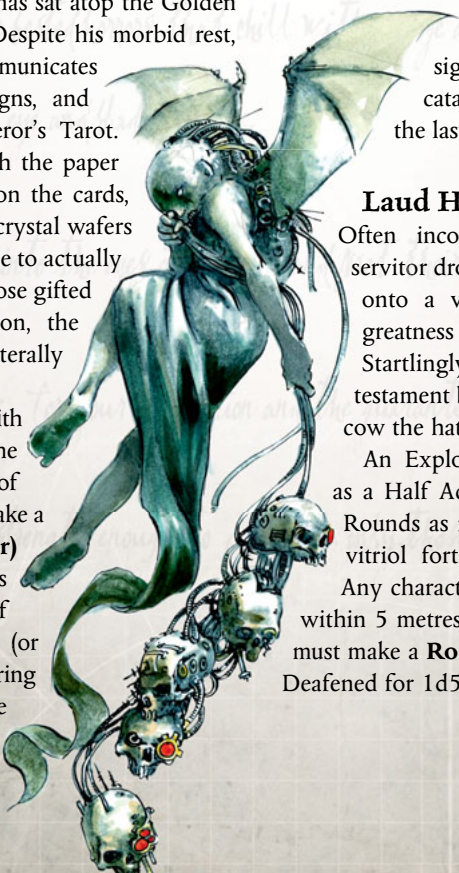 has sat atop the Golden
Despite his morbid rest,
municates
igns, and
eror's Tarot.
h the paper
on the cards,
crystal wafers
e to actually
ose gifted
on, the
terally
ith
he
of
ake a
r)
s
f
(or
ring
e
sig
cata
the las
Laud H
Often inco
servitor dro
onto a v
greatness
Startlingly
testament l
cow the hat
An Explo
as a Half Ac
Rounds as
vitriol fort
Any charact
within 5 metres
must make a Ro
Deafened for 1d5